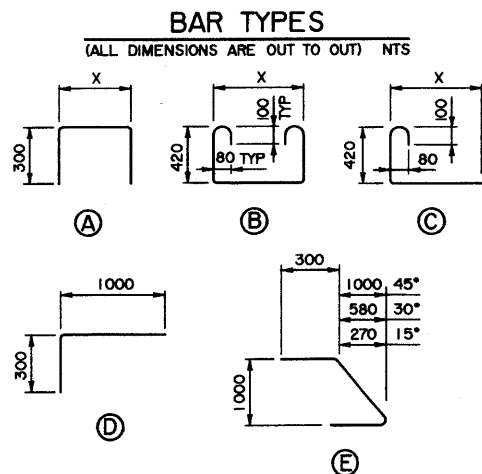 BAR TYPES
(ALL DIMENSIONS ARE OUT TO OUT) NTS
X
300
A
X
100 TYP
420
80 TYP
B
X
100
420
80
C
1000
300
D
300
1000 45°
580 30°
270 15°
1000
E